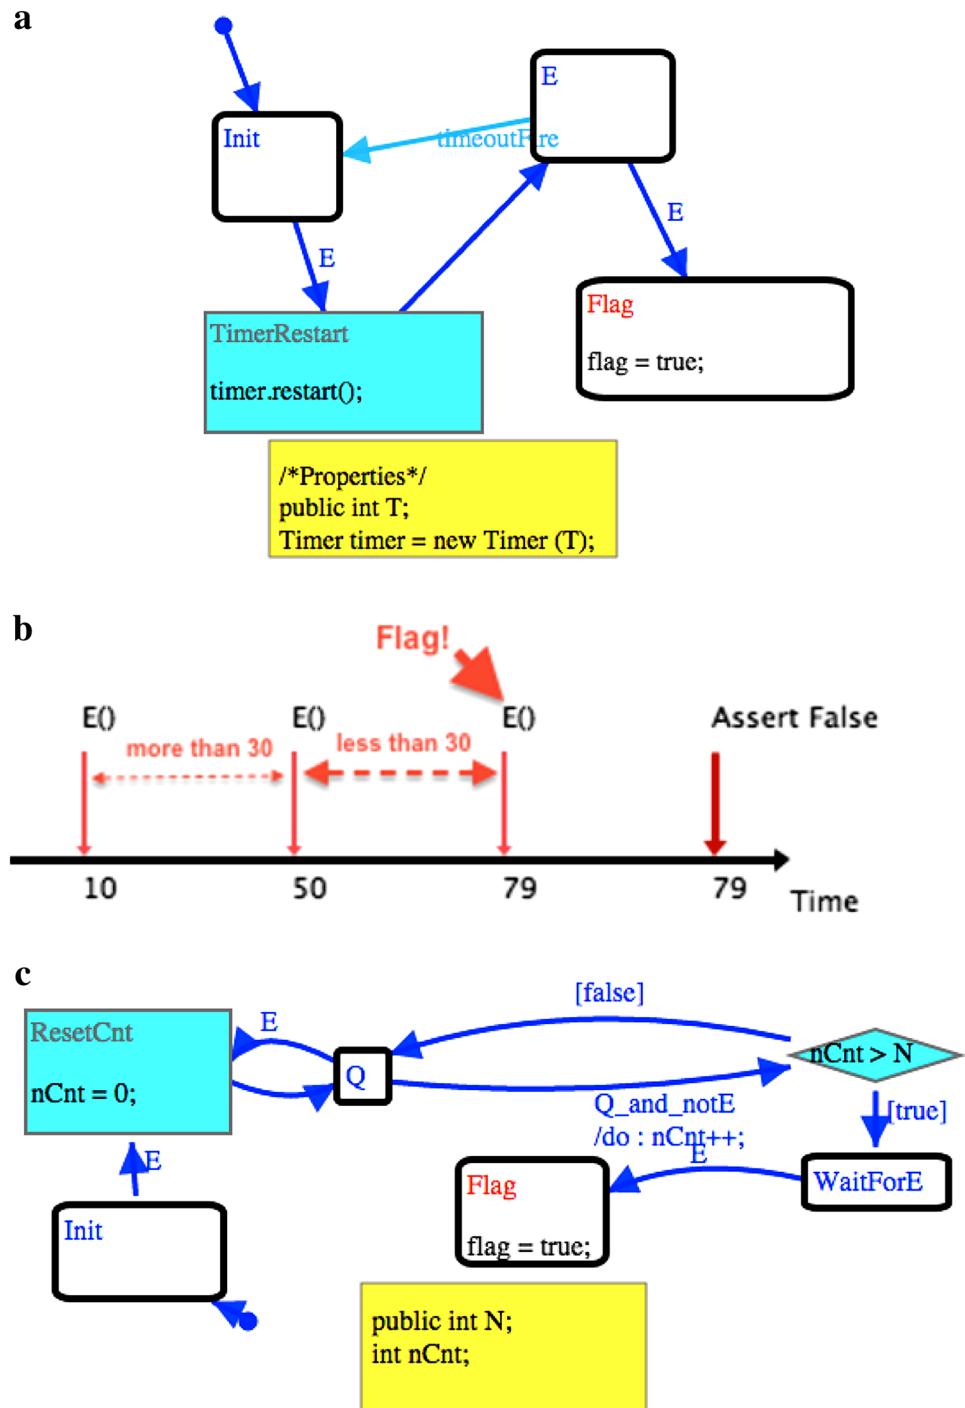 a
E
Init
timeoutFire
E
E
TimerRestart
timer.restart();
Flag
flag = true;
/*Properties*/
public int T;
Timer timer = new Timer (T);
b
Flag!
E()
E()
E()
Assert False
more than 30
less than 30
10
50
79
79
Time
c
[false]
ResetCnt
nCnt = 0;
E
Q
nCnt > N
Q_and_notE
/do : nCnt++;
[true]
E
E
Flag
flag = true;
WaitForE
Init
public int N;
int nCnt;